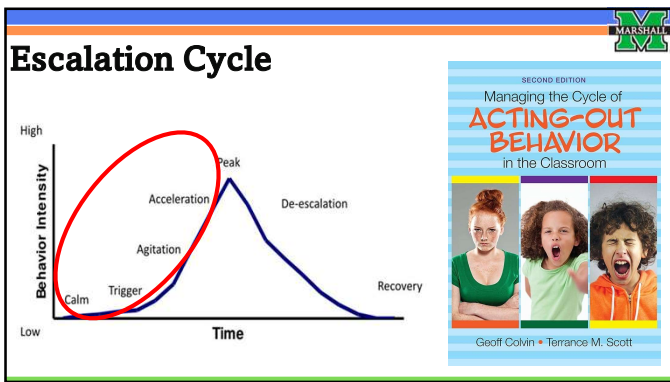 MARSHALL
Escalation Cycle
High
Behavior Intensity
Low
Calm
Trigger
Agitation
Acceleration
Peak
De-escalation
Recovery
Time
SECOND EDITION
Managing the Cycle of
ACTING-OUT
BEHAVIOR
in the Classroom
Geoff Colvin • Terrance M. Scott